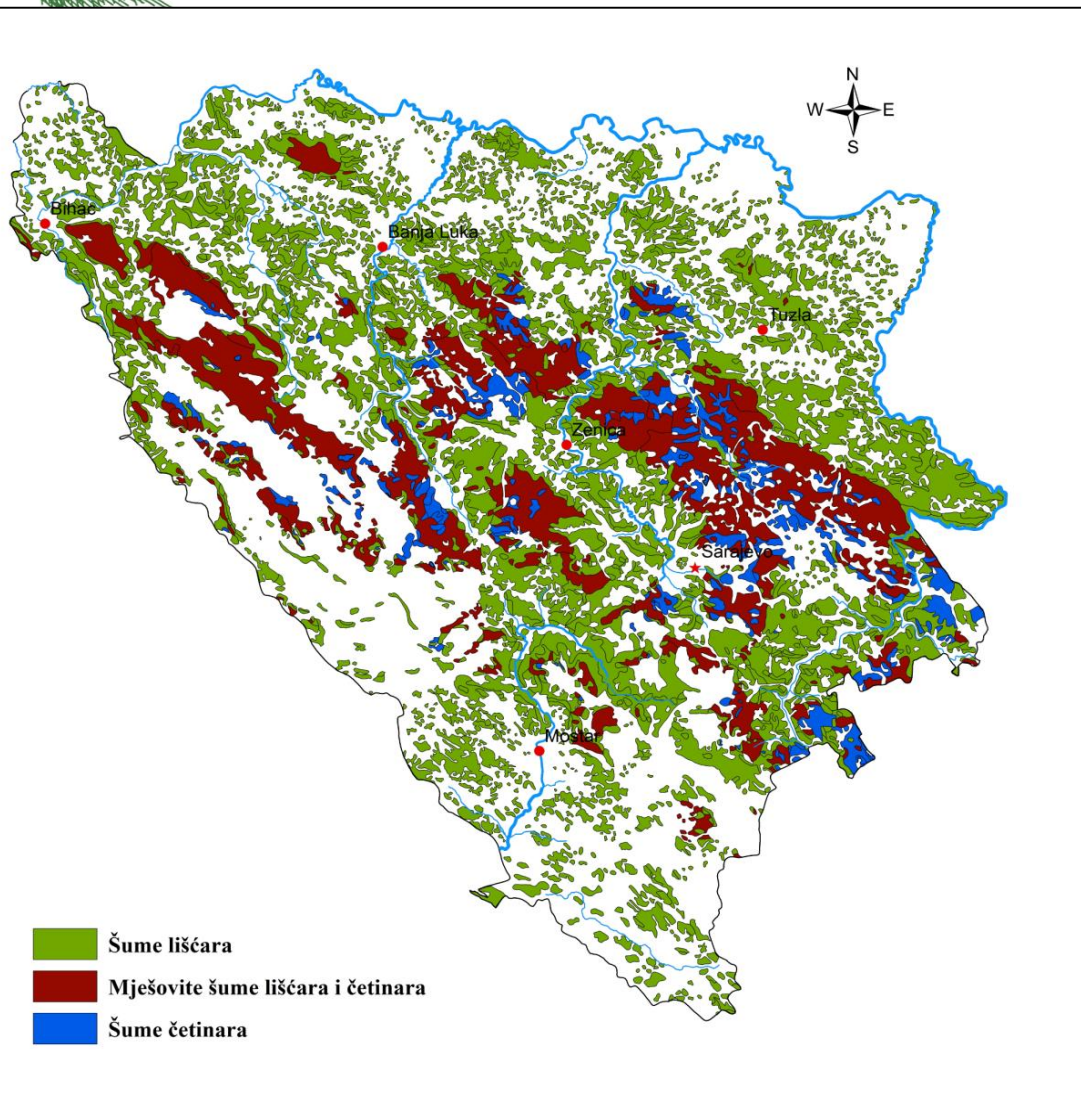 N
W E
S
Bihać
Banja Luka
Tuzla
Zenica
Sarajevo
Mostar
Šume lišćara
Mješovite šume lišćara i četinara
Šume četinara